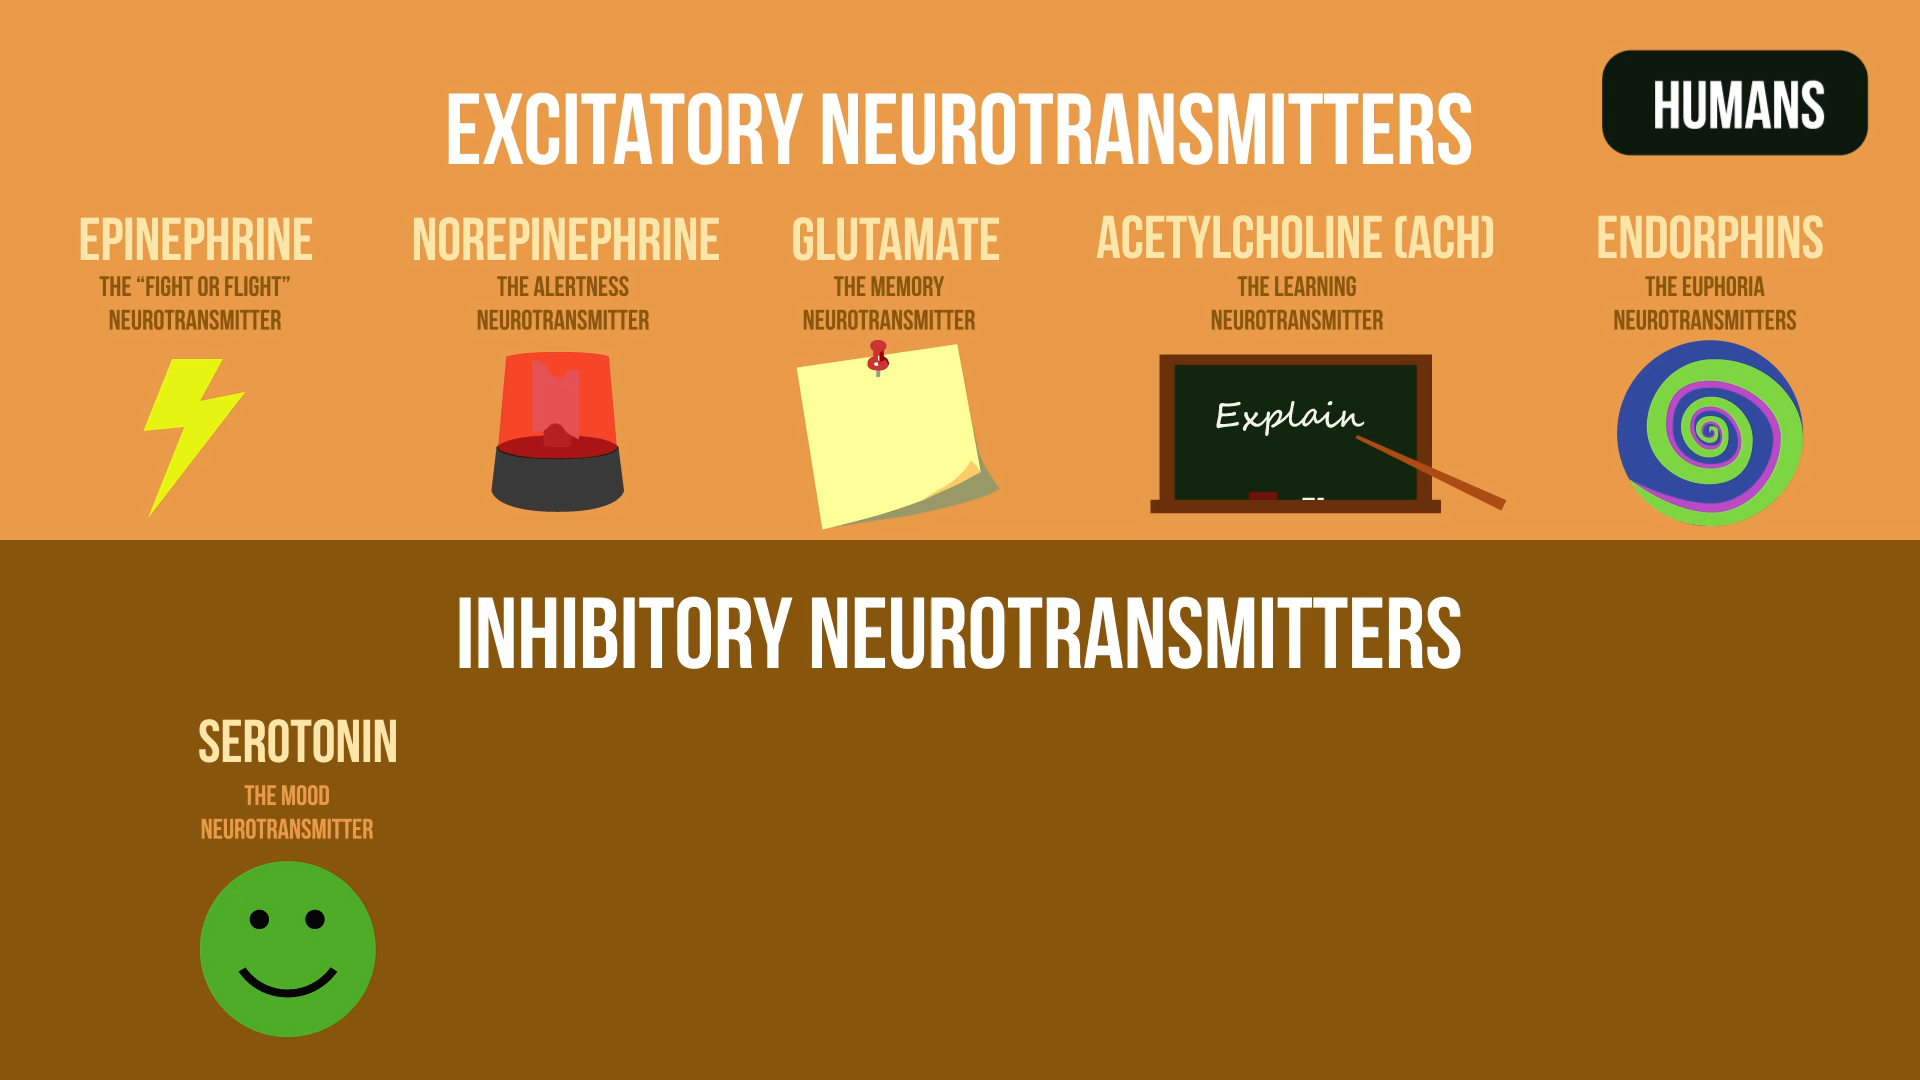 HUMANS
EXCITATORY NEUROTRANSMITTERS
EPINEPHRINE
THE “FIGHT OR FLIGHT”
NEUROTRANSMITTER
NOREPINEPHRINE
THE ALERTNESS
NEUROTRANSMITTER
GLUTAMATE
THE MEMORY
NEUROTRANSMITTER
ACETYLCHOLINE (ACH)
THE LEARNING
NEUROTRANSMITTER
Explain
ENDORPHINS
THE EUPHORIA
NEUROTRANSMITTERS
INHIBITORY NEUROTRANSMITTERS
SEROTONIN
THE MOOD
NEUROTRANSMITTER